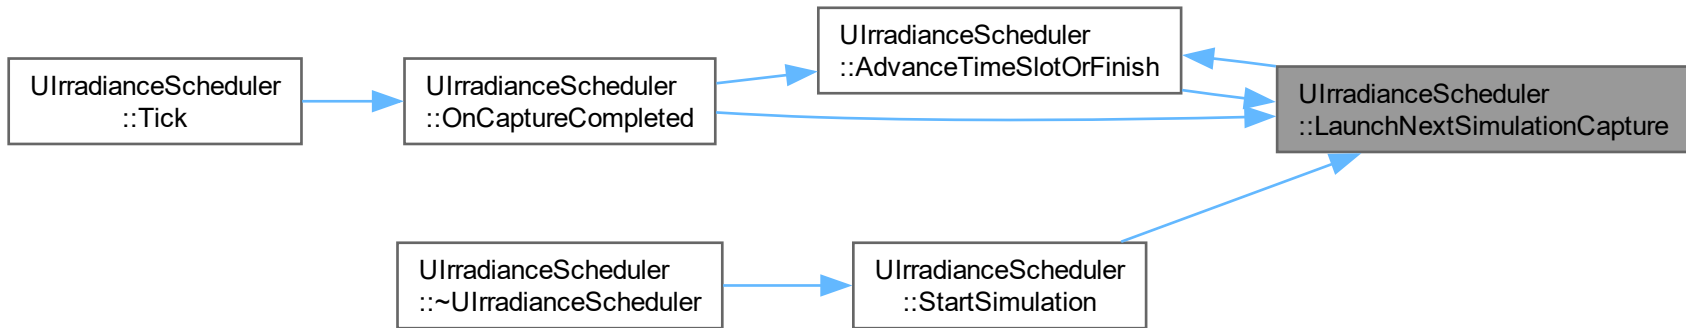 UIrradianceScheduler
::Tick
UIrradianceScheduler
::OnCaptureCompleted
UIrradianceScheduler
::AdvanceTimeSlotOrFinish
UIrradianceScheduler
::LaunchNextSimulationCapture
UIrradianceScheduler
::~UIrradianceScheduler
UIrradianceScheduler
::StartSimulation